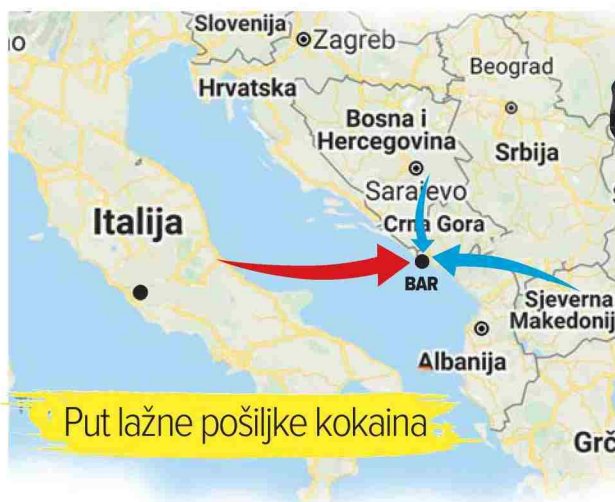 Slovenija
Zagreb
Beograd
Hrvatska
Bosna i
Hercegovina
Srbija
Sarajevo
Italija
Crna Gora
BAR
Sjeverna
Makedonij
Albanija
Put lažne pošiljke kokaina
Grč